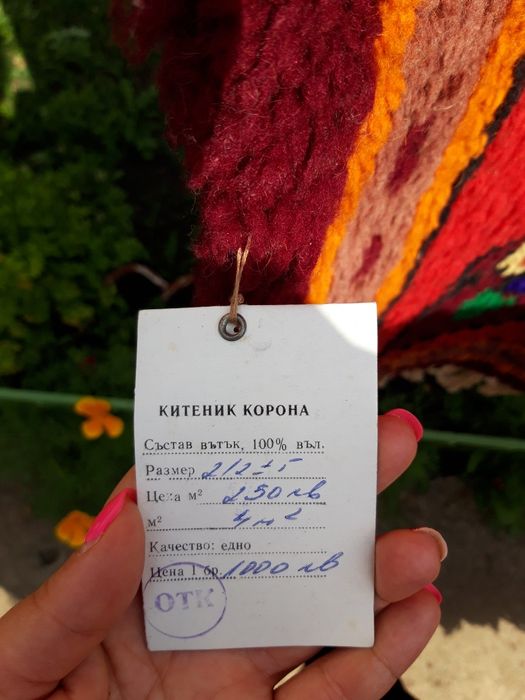 КИТЕНИК КОРОНА
Състав вътък, 100% въл.
Размер 2/2 ± 5
Цена м² 250 лв
м² 4 м²
Качество: едно
Цена 1 бр. 1000 лв
ОТК